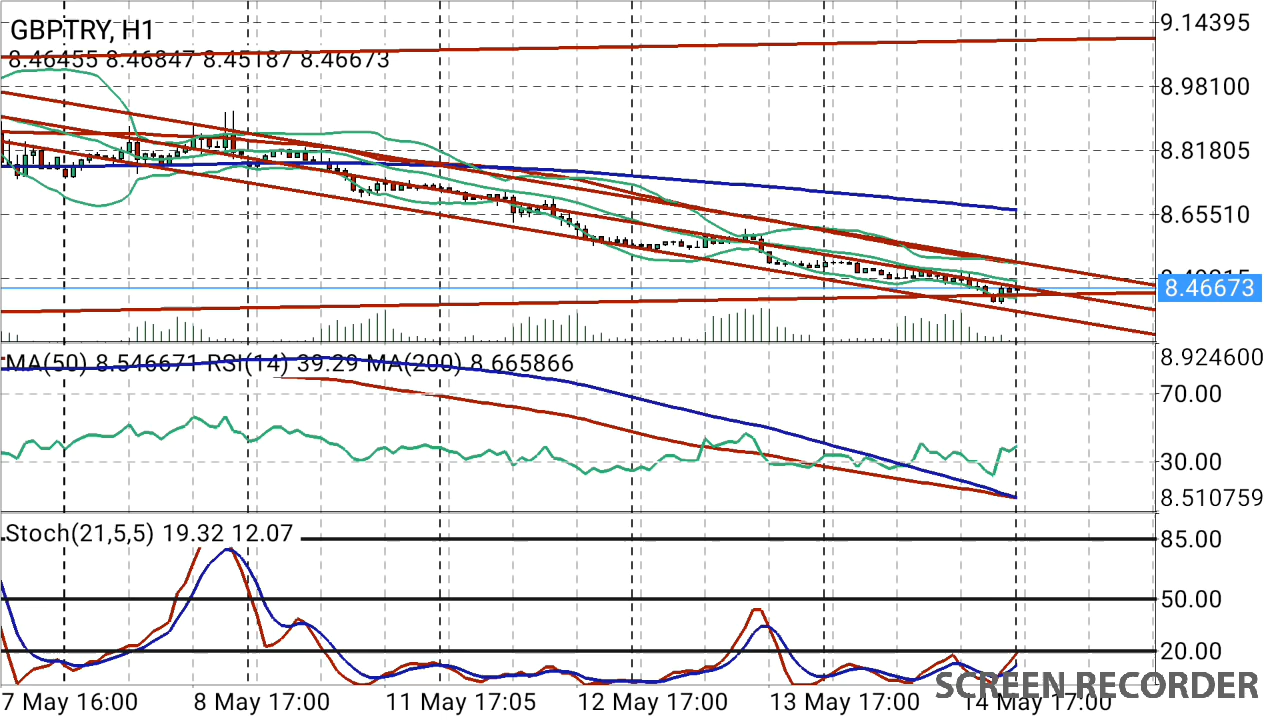 GBPTRY, H1
8.46455 8.46847 8.45187 8.46673
9.14395
8.98100
8.81805
8.65510
8.46673
MA(50) 8.546671 RSI(14) 39.29 MA(200) 8.665866
8.924600
70.00
30.00
8.510759
Stoch(21,5,5) 19.32 12.07
85.00
50.00
20.00
SCREEN RECORDER
7 May 16:00 8 May 17:00 11 May 17:05 12 May 17:00 13 May 17:00 14 May 17:00